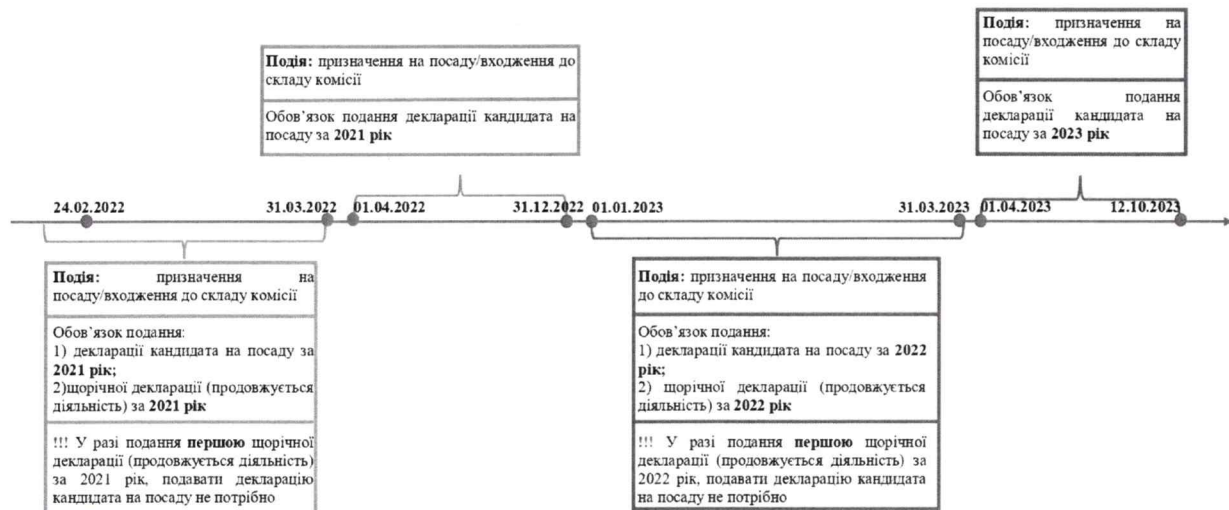 Подія: призначення на
посаду/входження до складу
комісії
Обов’язок подання
декларації кандидата на
посаду за 2023 рік
Подія: призначення на посаду/входження до
складу комісії
Обов’язок подання декларації кандидата на
посаду за 2021 рік
24.02.2022 31.03.2022 01.04.2022 31.12.2022 01.01.2023 31.03.2023 01.04.2023 12.10.2023
Подія: призначення на
посаду/входження до складу комісії
Обов’язок подання:
1) декларації кандидата на посаду за
2021 рік;
2)щорічної декларації (продовжується
діяльність) за 2021 рік
!!! У разі подання першою щорічної
декларації (продовжується діяльність)
за 2021 рік, подавати декларацію
кандидата на посаду не потрібно
Подія: призначення на посаду/входження
до складу комісії
Обов’язок подання:
1) декларації кандидата на посаду за 2022
рік;
2) щорічної декларації (продовжується
діяльність) за 2022 рік
!!! У разі подання першою щорічної
декларації (продовжується діяльність) за
2022 рік, подавати декларацію кандидата
на посаду не потрібно